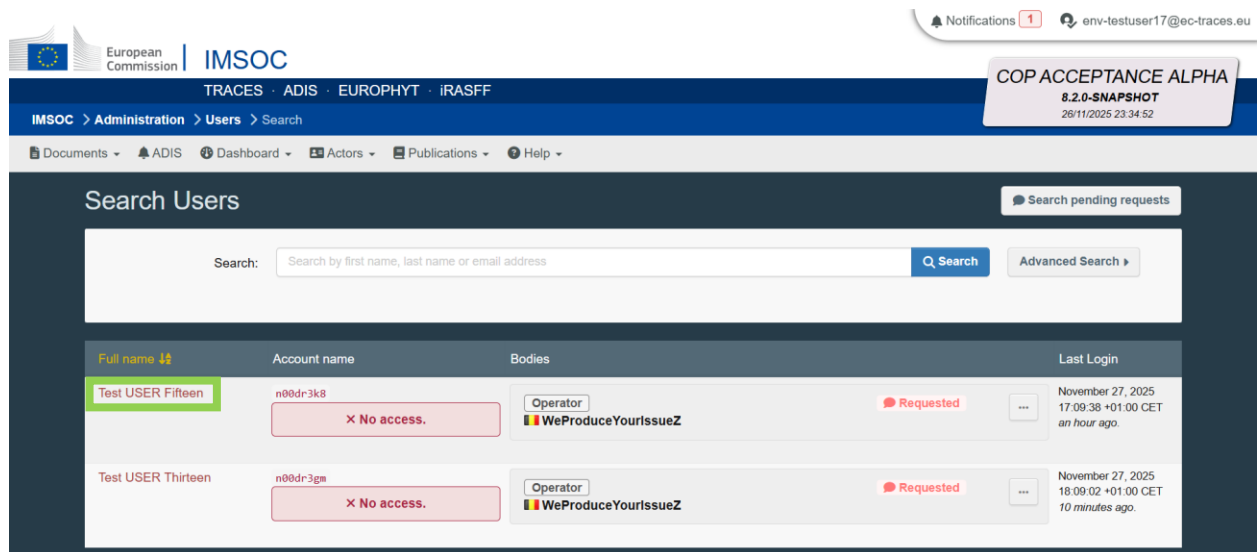 Notifications 1 env-testuser17@ec-traces.eu
European
Commission
IMSOC
COP ACCEPTANCE ALPHA
8.2.0-SNAPSHOT
26/11/2025 23:34:52
TRACES · ADIS · EUROPHYT · iRASFF
IMSOC > Administration > Users > Search
Documents ADIS Dashboard Actors Publications Help
Search Users
Search pending requests
Search: Search by first name, last name or email address Search Advanced Search
Full name Account name Bodies Last Login
Test USER Fifteen
n00dr3k8
× No access.
Operator
WeProduceYourIssueZ
Requested
...
November 27, 2025
17:09:38 +01:00 CET
an hour ago.
Test USER Thirteen
n00dr3gm
× No access.
Operator
WeProduceYourIssueZ
Requested
...
November 27, 2025
18:09:02 +01:00 CET
10 minutes ago.